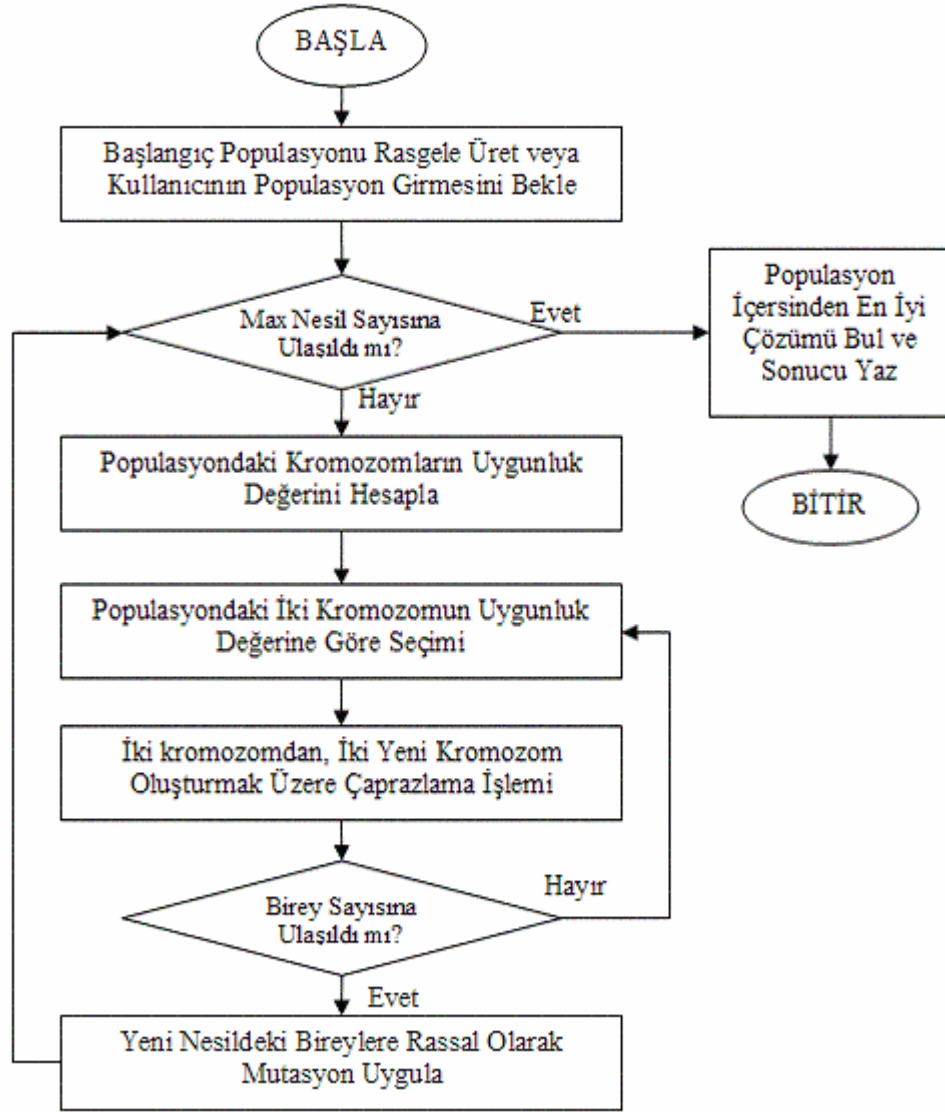 BAŞLA
Başlangıç Populasyonu Rasgele Üret veya
Kullanıcının Populasyon Girmesini Bekle
Max Nesil Sayısına
Ulaşıldı mı?
Evet
Populasyon
İçersinden En İyi
Çözümü Bul ve
Sonucu Yaz
BİTİR
Hayır
Populasyondaki Kromozomların Uygunluk
Değerini Hesapla
Populasyondaki İki Kromozomun Uygunluk
Değerine Göre Seçimi
İki kromozomdan, İki Yeni Kromozom
Oluşturmak Üzere Çaprazlama İşlemi
Birey Sayısına
Ulaşıldı mı?
Hayır
Evet
Yeni Nesildeki Bireylere Rassal Olarak
Mutasyon Uygula